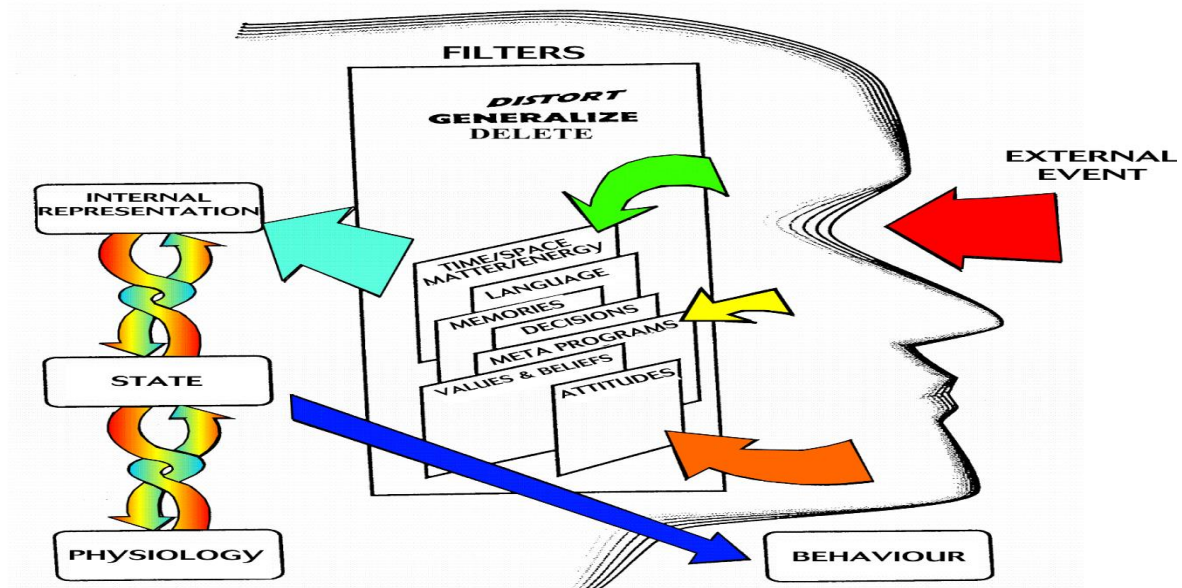 FILTERS
DISTORT
GENERALIZE
DELETE
EXTERNAL
EVENT
INTERNAL
REPRESENTATION
TIME/SPACE
MATTER/ENERGY
LANGUAGE
MEMORIES
DECISIONS
META PROGRAMS
VALUES & BELIEFS
ATTITUDES
STATE
PHYSIOLOGY
BEHAVIOUR